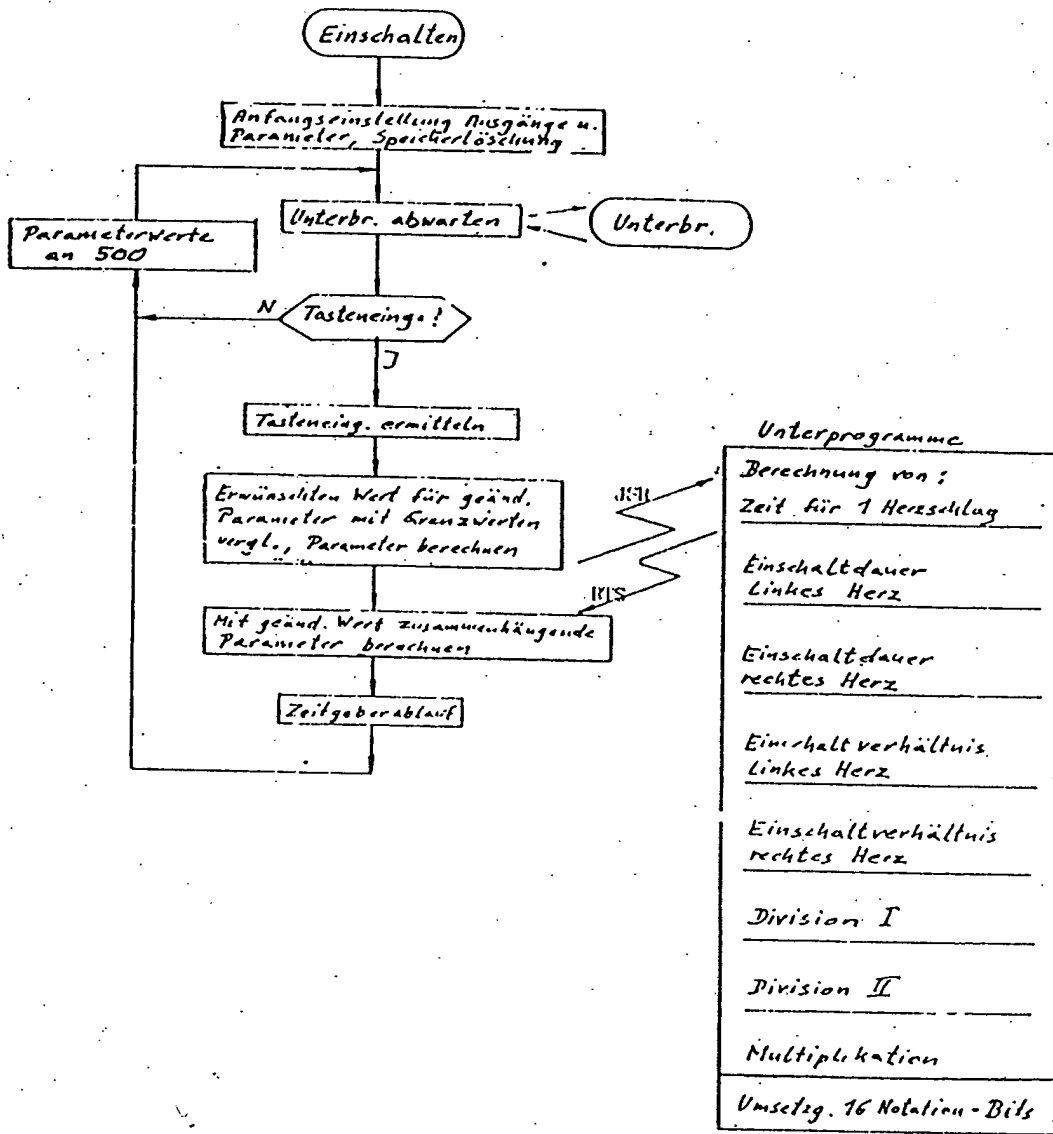 Einschalten
Anfangseinstellung Ausgänge u.
Parameter, Speicherlöschung
Unterbr. abwarten
Unterbr.
Parameterwerte
an 500
N
Tasteneing.?
J
Tasteneing. ermitteln
Erwünschten Wert für geänd.
Parameter mit Grenzwerten
vergl., Parameter berechnen
JSR
RTS
Mit geänd. Wert zusammenhängende
Parameter berechnen
Zeitgeberablauf
Unterprogramme
Berechnung von:
Zeit für 1 Herzschlag
Einschaltdauer
Linkes Herz
Einschaltdauer
rechtes Herz
Einschaltverhältnis
Linkes Herz
Einschaltverhältnis
rechtes Herz
Division I
Division II
Multiplikation
Umsetzg. 16 Notation-Bits